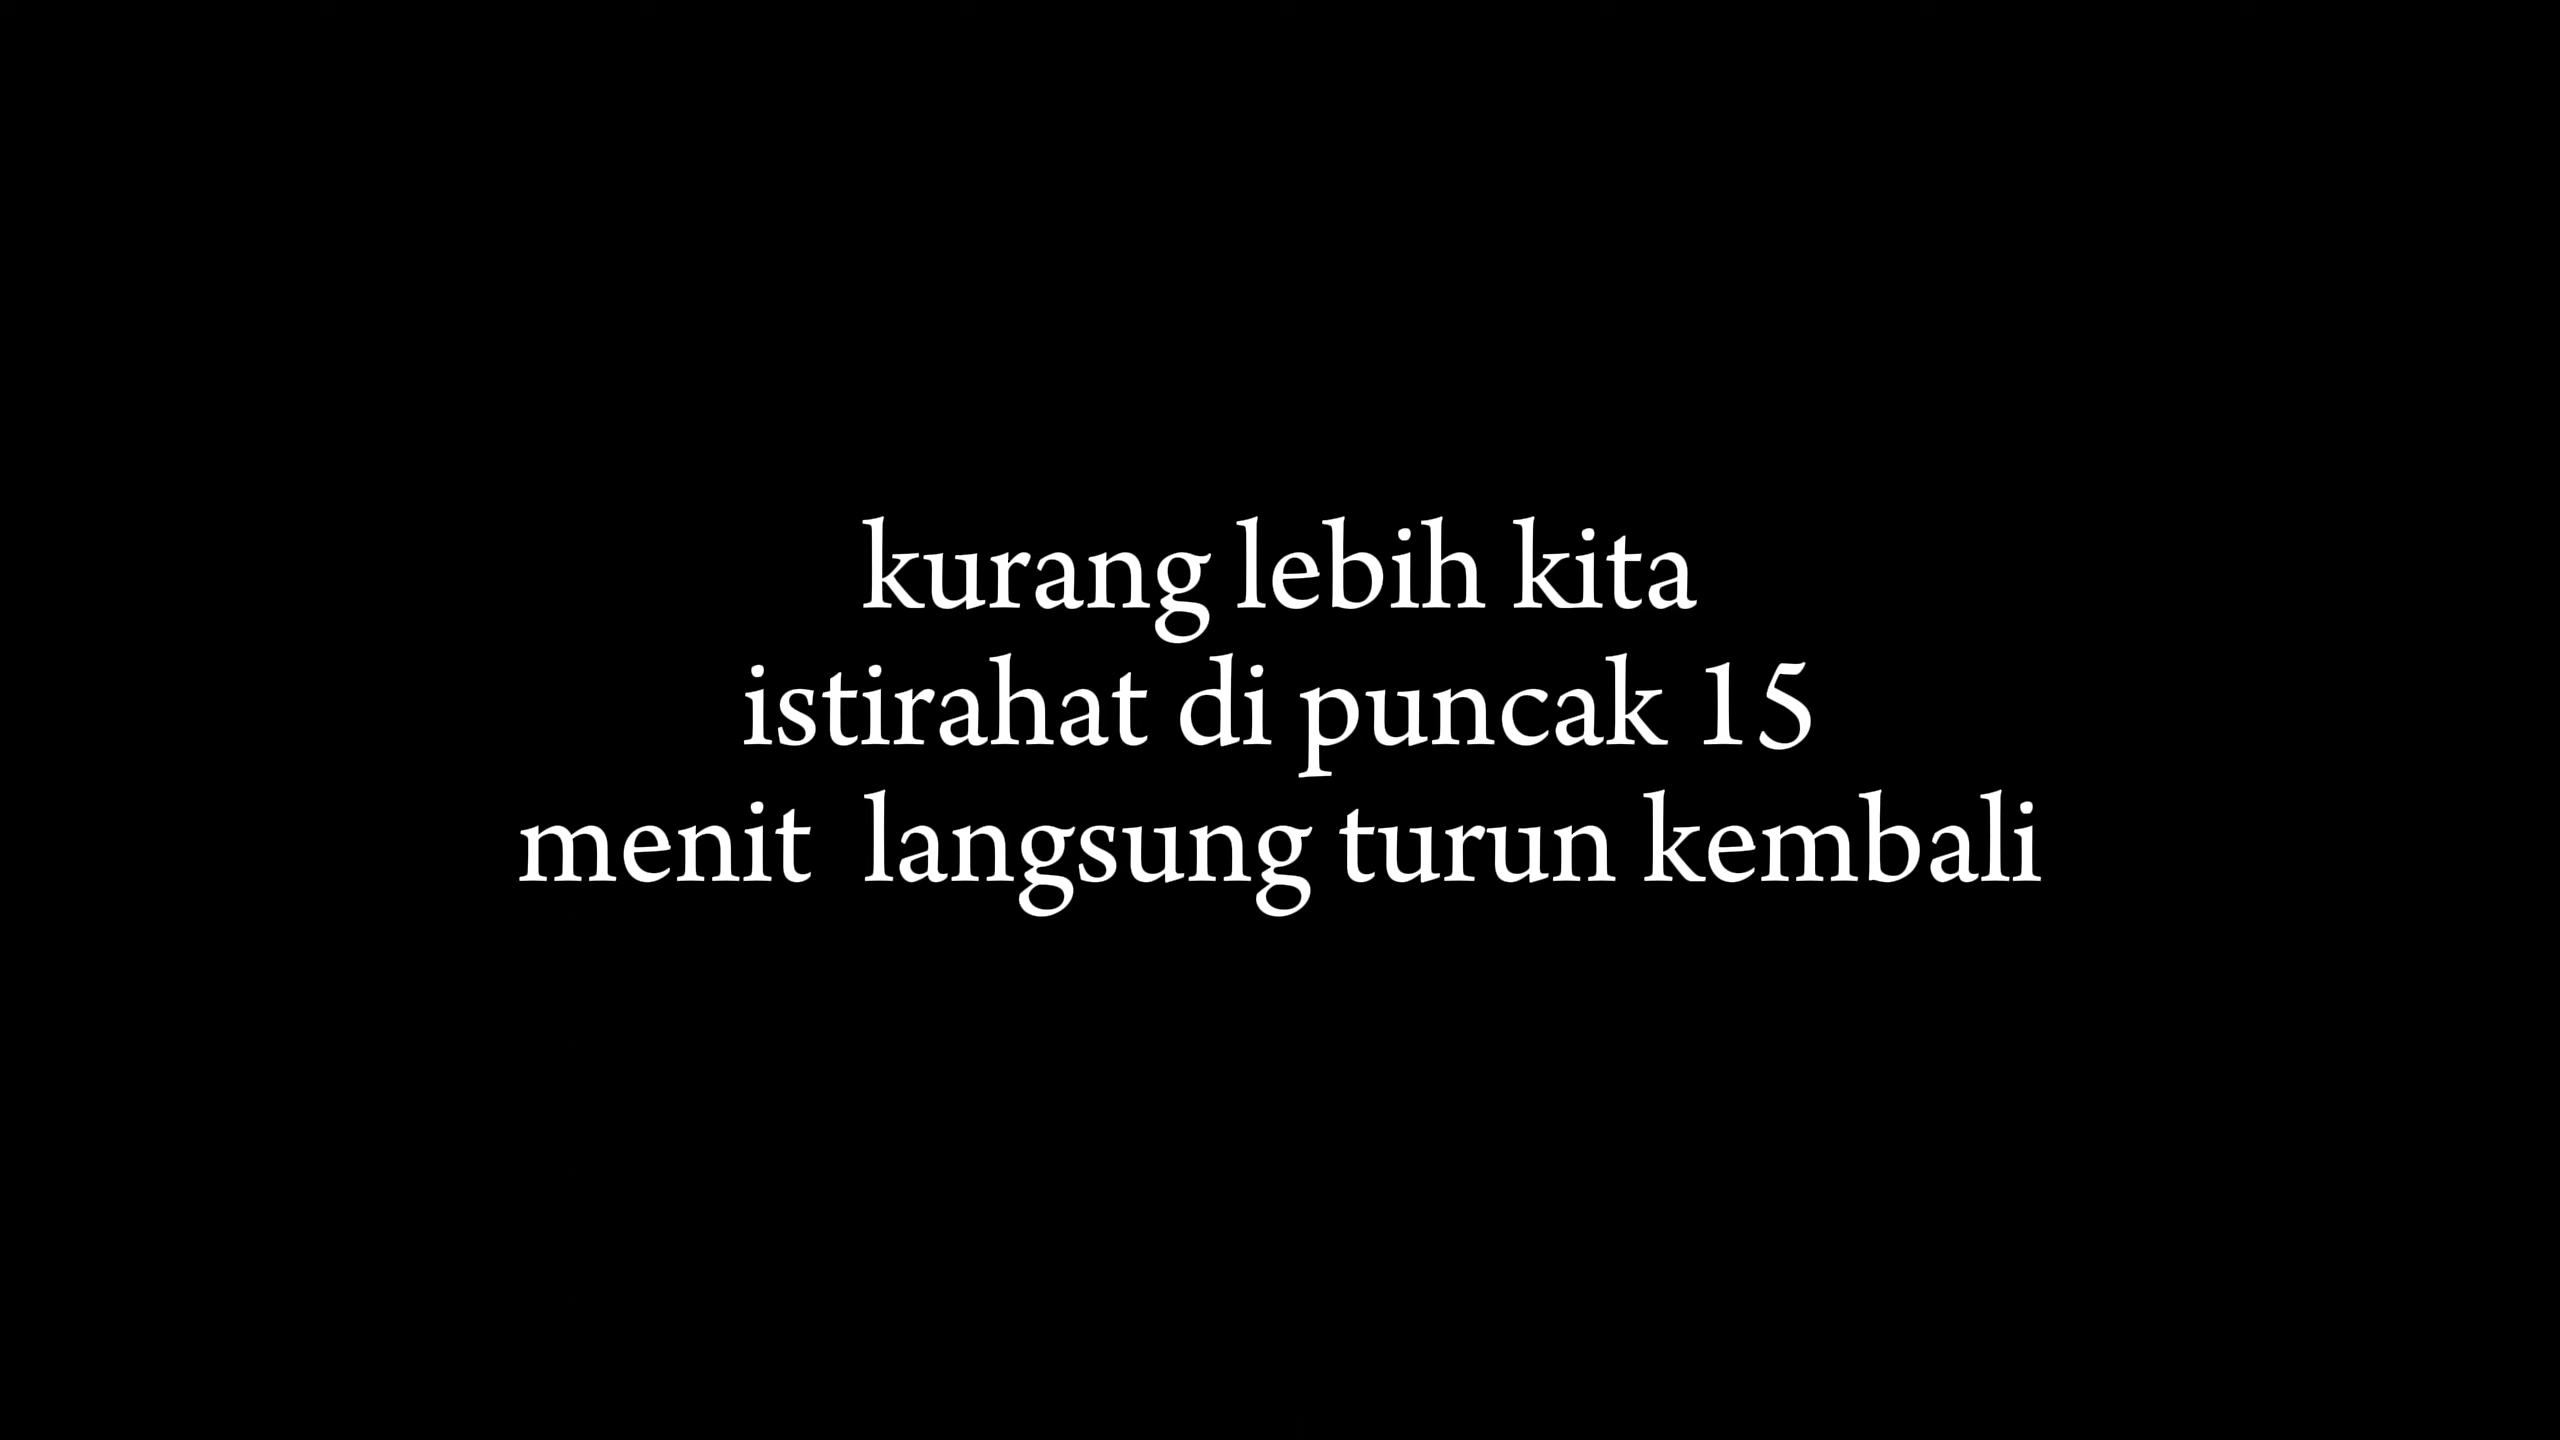 kurang lebih kita
istirahat di puncak 15
menit  langsung turun kembali